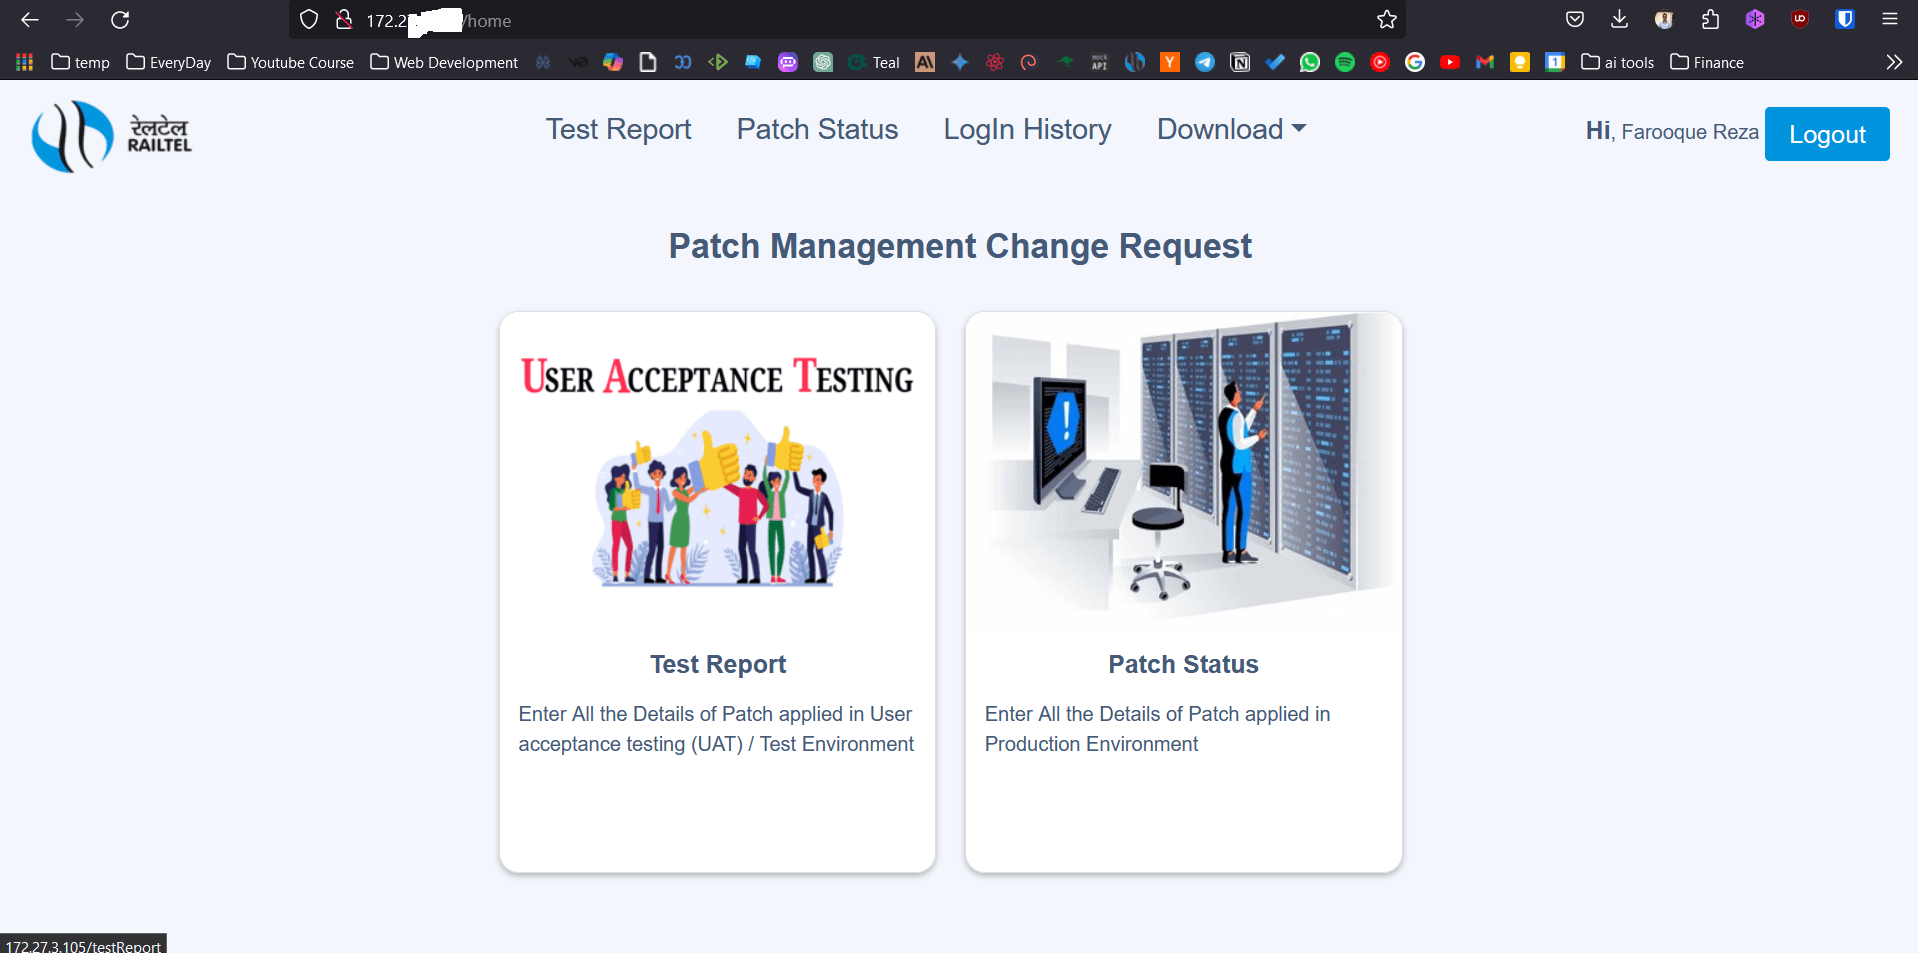 172.2
/home
temp
EveryDay
Youtube Course
Web Development
Teal
mock API
ai tools
Finance
रेलटेल
RAILTEL
Test Report
Patch Status
LogIn History
Download
Hi, Farooque Reza
Logout
Patch Management Change Request
USER ACCEPTANCE TESTING
Test Report
Enter All the Details of Patch applied in User
acceptance testing (UAT) / Test Environment
Patch Status
Enter All the Details of Patch applied in
Production Environment
172.27.3.105/testReport